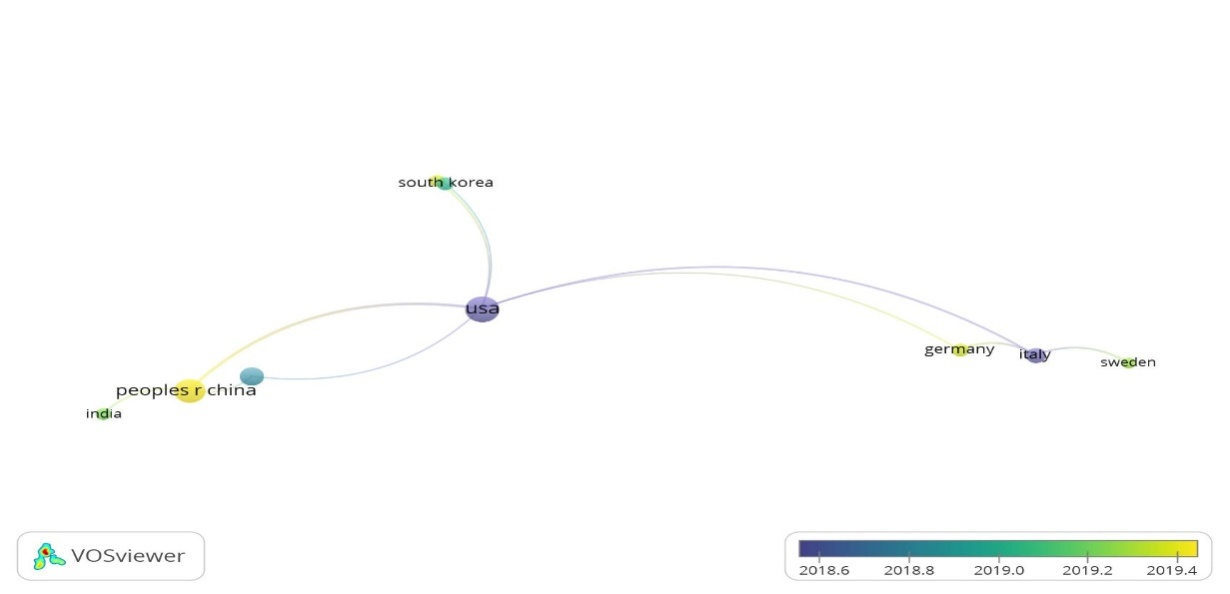 south korea
usa
germany
italy
sweden
peoples r china
india
VOSviewer
2018.6 2018.8 2019.0 2019.2 2019.4